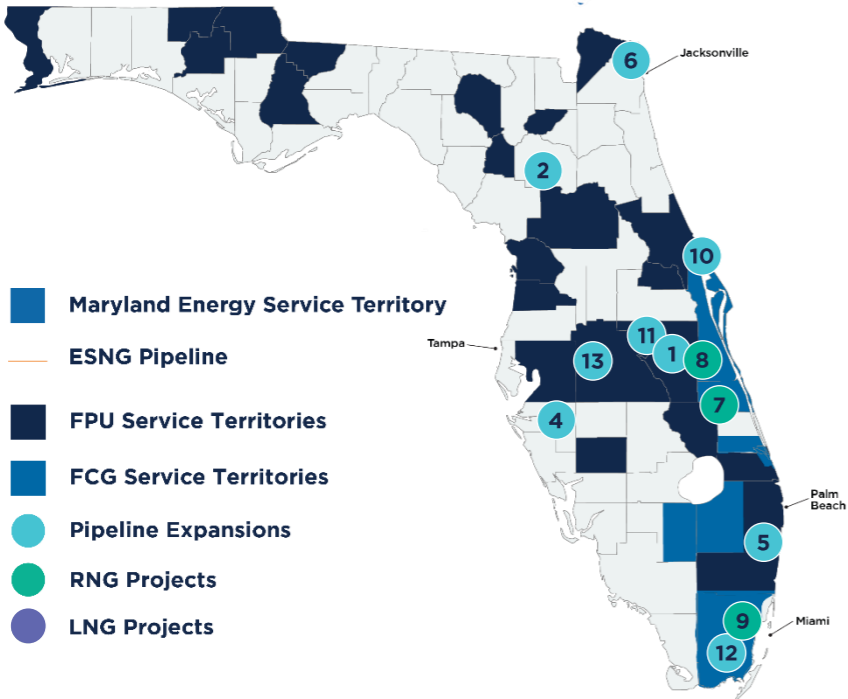 6
Jacksonville
2
10
Maryland Energy Service Territory
ESNG Pipeline
Tampa
11
1
8
13
7
4
FPU Service Territories
FCG Service Territories
Pipeline Expansions
RNG Projects
LNG Projects
Palm
Beach
5
9
Miami
12